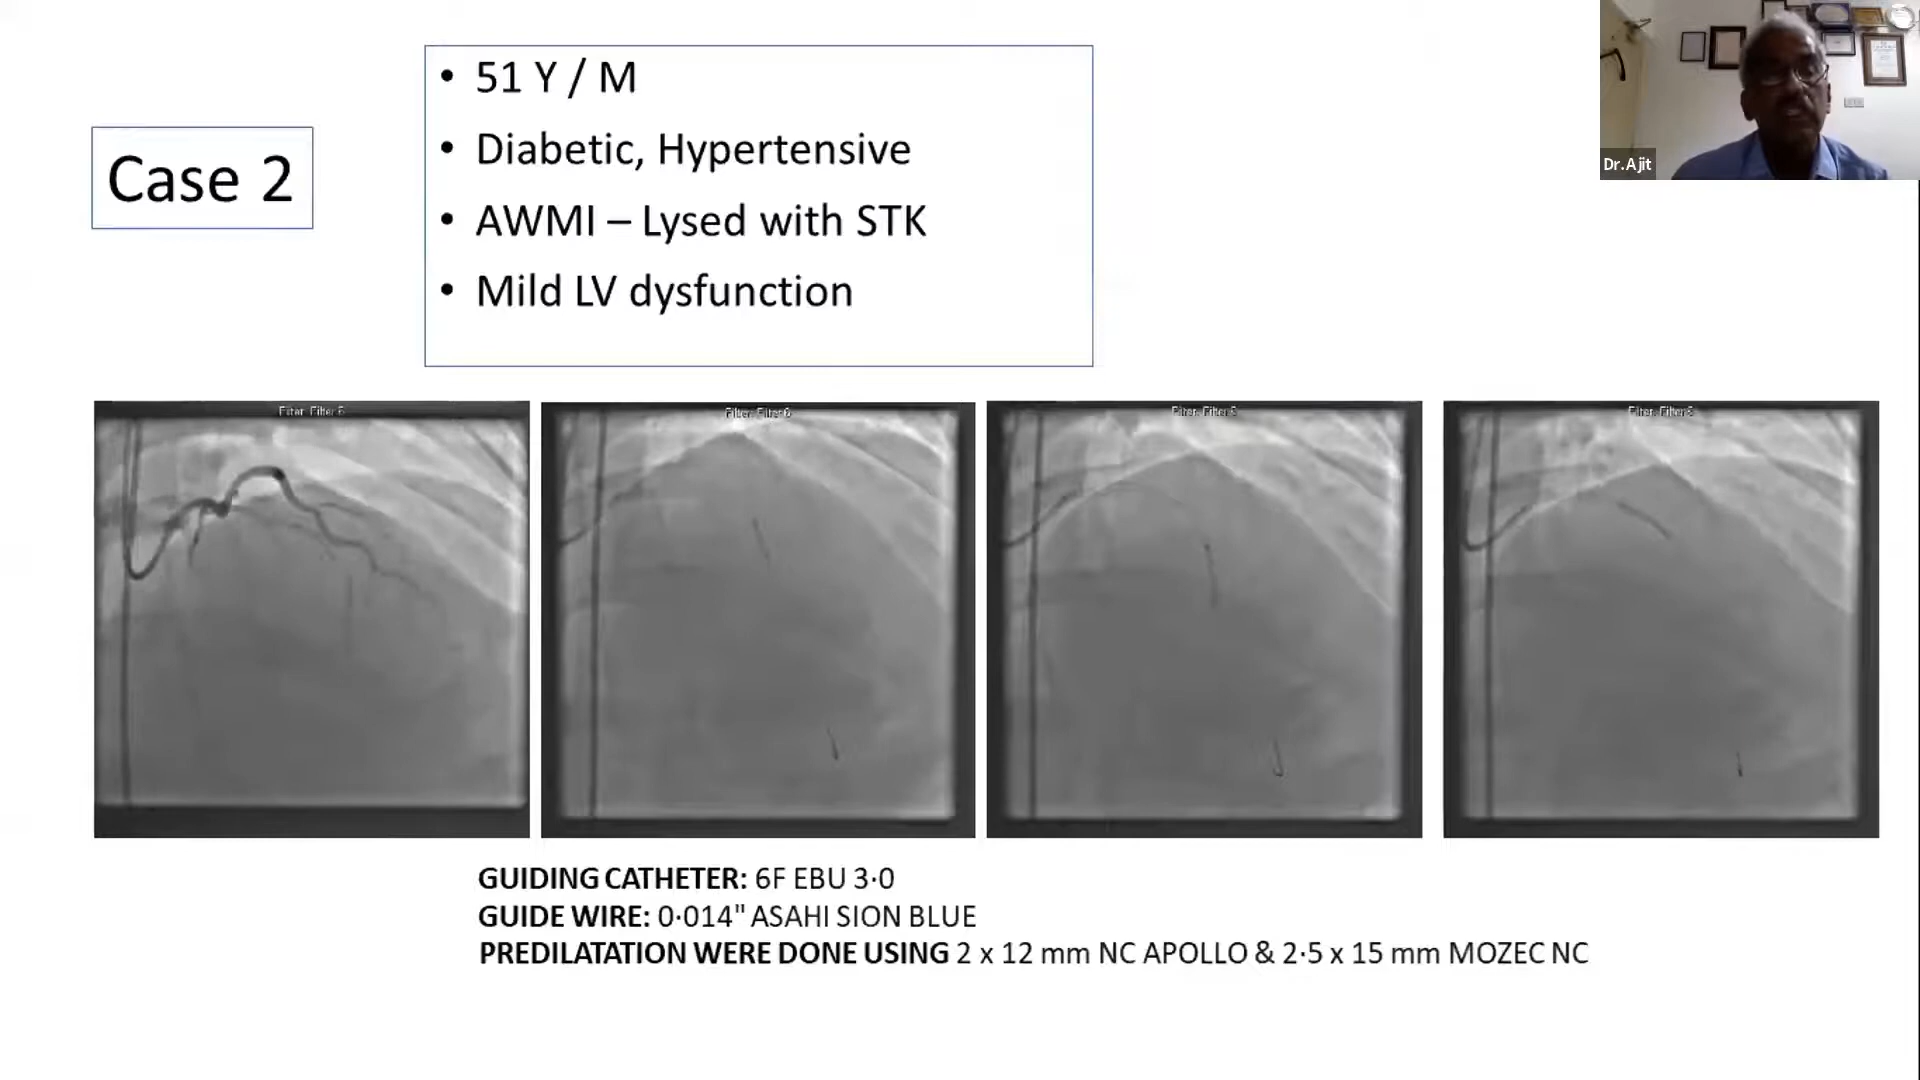 Case 2
• 51 Y / M
• Diabetic, Hypertensive
• AWMI – Lysed with STK
• Mild LV dysfunction
Dr.Ajit
GUIDING CATHETER: 6F EBU 3·0
GUIDE WIRE: 0·014" ASAHI SION BLUE
PREDILATATION WERE DONE USING 2 x 12 mm NC APOLLO & 2·5 x 15 mm MOZEC NC